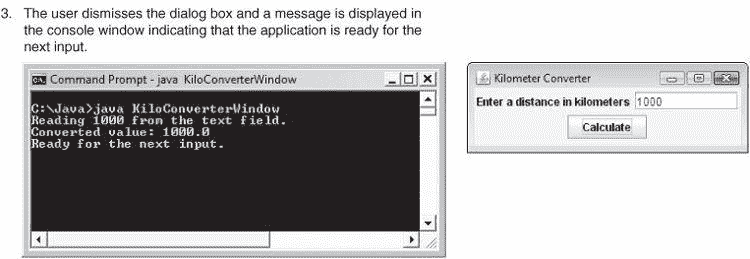 3. The user dismisses the dialog box and a message is displayed in
the console window indicating that the application is ready for the
next input.
Command Prompt - java KiloConverterWindow
C:\Java>java KiloConverterWindow
Reading 1000 from the text field.
Converted value: 1000.0
Ready for the next input.
Kilometer Converter
Enter a distance in kilometers 1000
Calculate